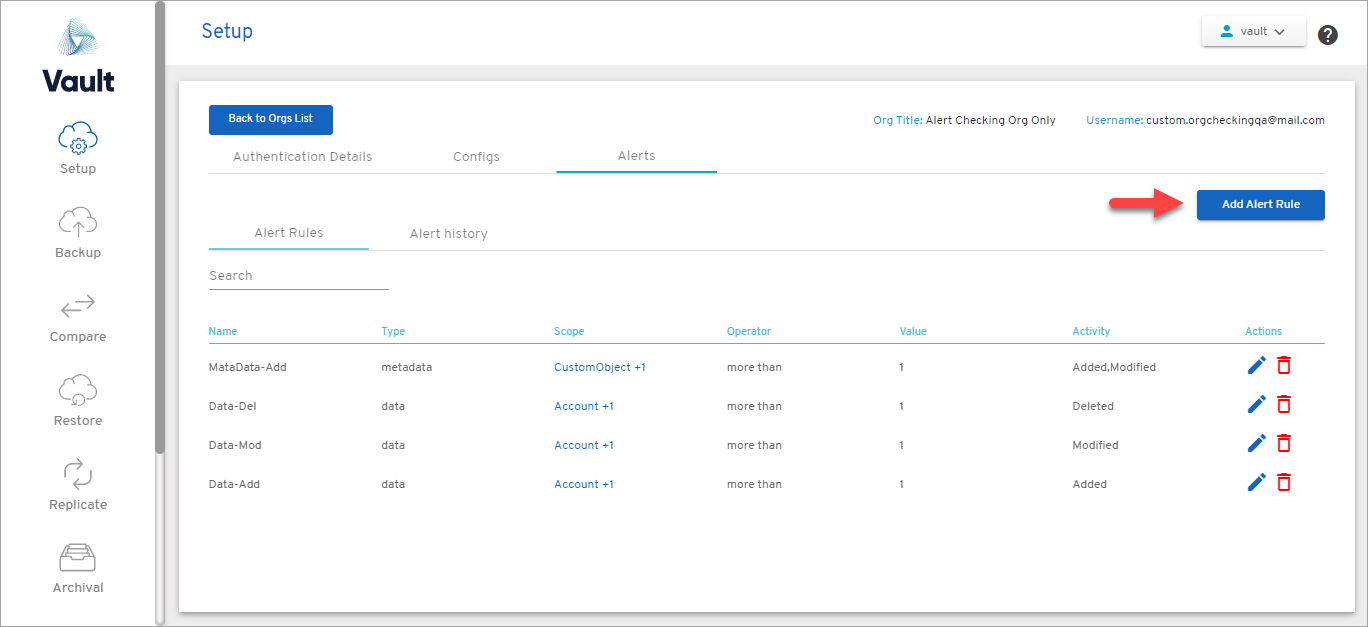 Vault
Setup
Backup
Compare
Restore
Replicate
Archival
Setup
vault
?
Back to Orgs List
Org Title: Alert Checking Org Only
Username: custom.orgcheckingqa@mail.com
Authentication Details
Configs
Alerts
Add Alert Rule
Alert Rules
Alert history
Search
Name Type Scope Operator Value Activity Actions
MataData-Add metadata CustomObject +1 more than 1 Added,Modified
Data-Del data Account +1 more than 1 Deleted
Data-Mod data Account +1 more than 1 Modified
Data-Add data Account +1 more than 1 Added